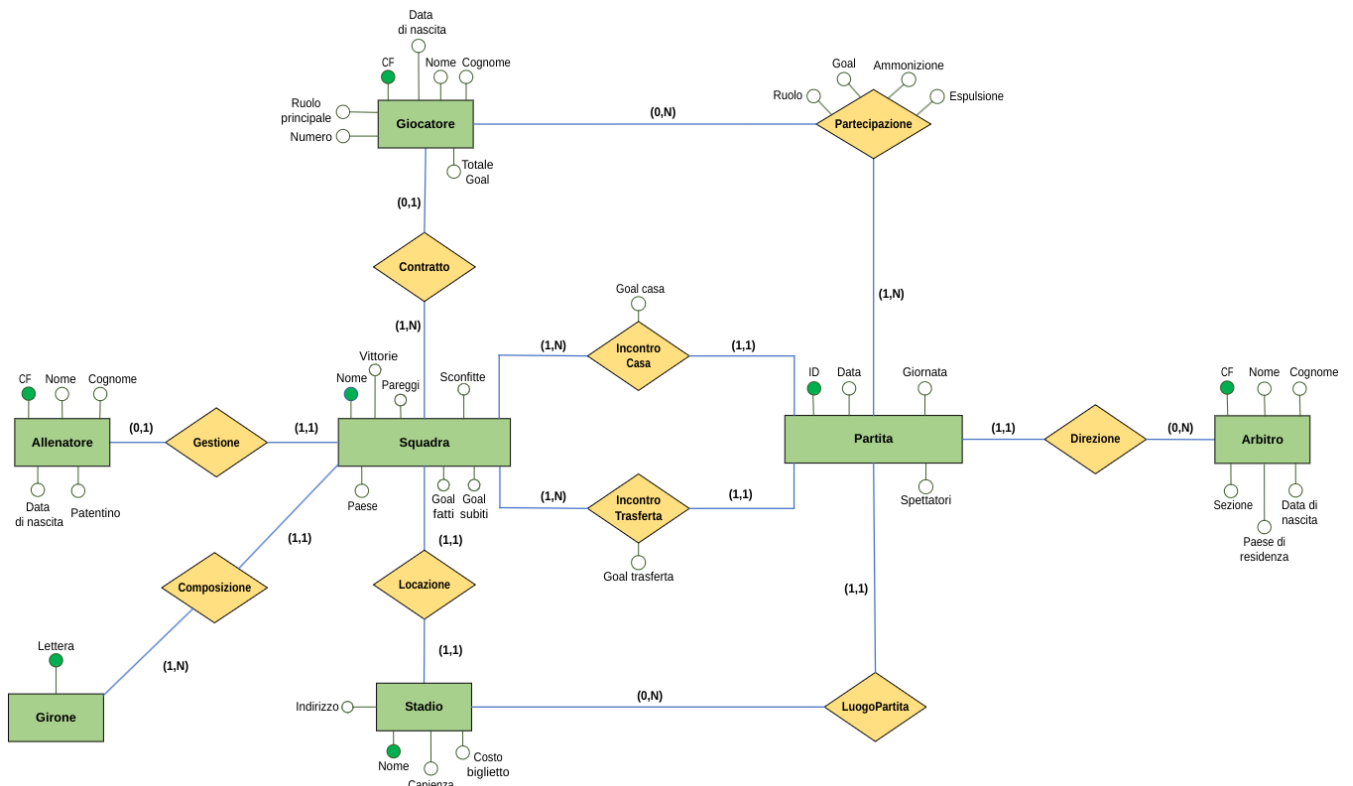 Data
di nascita
CF
Nome
Cognome
Ruolo
principale
Numero
Giocatore
Totale
Goal
(0,N)
Goal
Ammonizione
Ruolo
Espulsione
Partecipazione
(0,1)
Contratto
(1,N)
(1,N)
Goal casa
Incontro
Casa
(1,N)
(1,1)
CF
Nome
Cognome
Allenatore
Data
di nascita
Patentino
(0,1)
Gestione
(1,1)
Nome
Vittorie
Pareggi
Sconfitte
Squadra
Paese
Goal
fatti
Goal
subiti
(1,N)
Incontro
Trasferta
(1,1)
Goal trasferta
ID
Data
Giornata
Partita
Spettatori
(1,1)
Direzione
(0,N)
CF
Nome
Cognome
Arbitro
Sezione
Paese di
residenza
Data di
nascita
(1,1)
Composizione
(1,N)
Lettera
Girone
(1,1)
Locazione
(1,1)
Indirizzo
Stadio
Nome
Capienza
Costo
biglietto
(0,N)
(1,1)
LuogoPartita